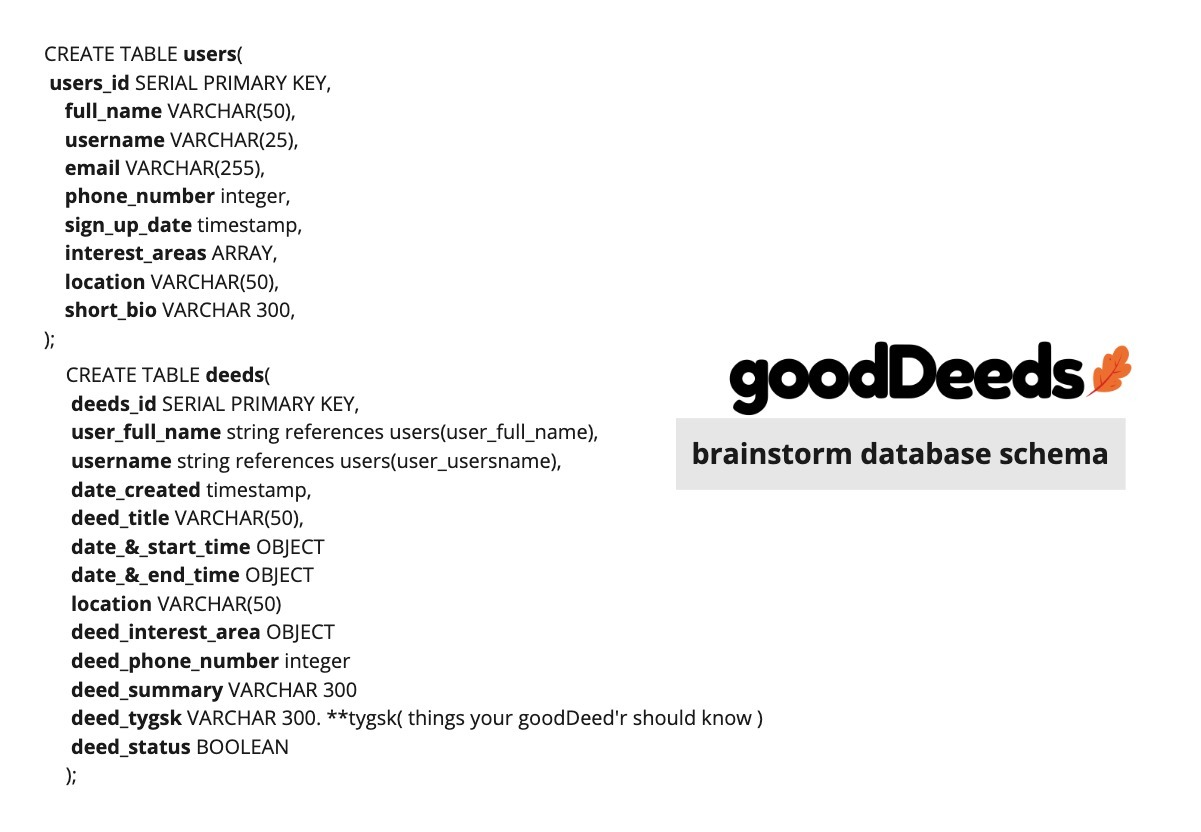 CREATE TABLE users(
users_id SERIAL PRIMARY KEY,
full_name VARCHAR(50),
username VARCHAR(25),
email VARCHAR(255),
phone_number integer,
sign_up_date timestamp,
interest_areas ARRAY,
location VARCHAR(50),
short_bio VARCHAR 300,
);
CREATE TABLE deeds(
deeds_id SERIAL PRIMARY KEY,
user_full_name string references users(user_full_name),
username string references users(user_usersname),
date_created timestamp,
deed_title VARCHAR(50),
date_&_start_time OBJECT
date_&_end_time OBJECT
location VARCHAR(50)
deed_interest_area OBJECT
deed_phone_number integer
deed_summary VARCHAR 300
deed_tygsk VARCHAR 300. **tygsk( things your goodDeed'r should know )
deed_status BOOLEAN
);
goodDeeds
brainstorm database schema